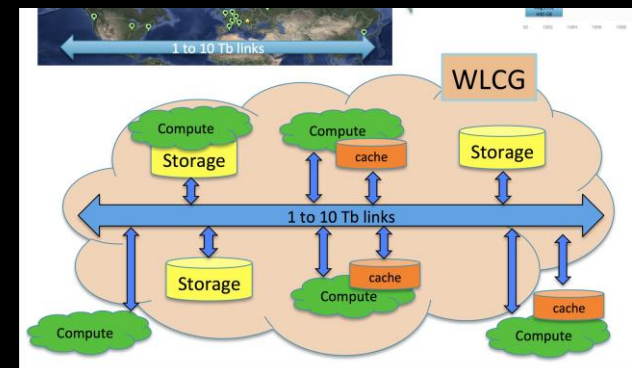 1 to 10 Tb links
WLCG
Compute
Storage
Compute
cache
Storage
1 to 10 Tb links
Storage
cache
Compute
Compute
cache
Compute